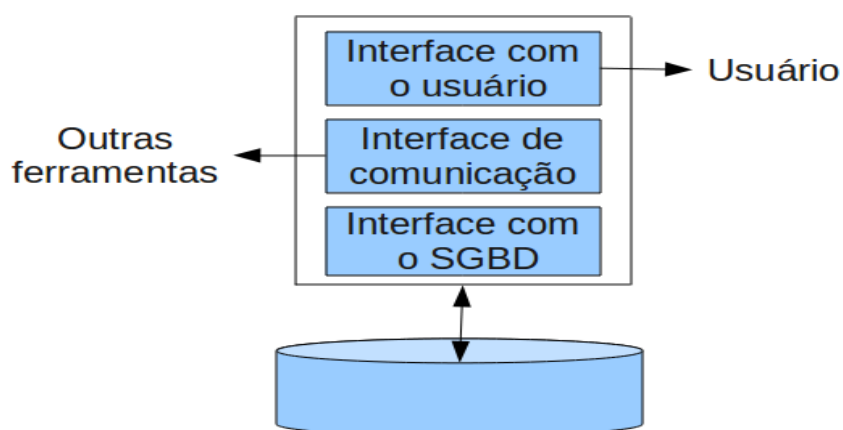 Interface com
o usuário
Usuário
Outras
ferramentas
Interface de
comunicação
Interface com
o SGBD